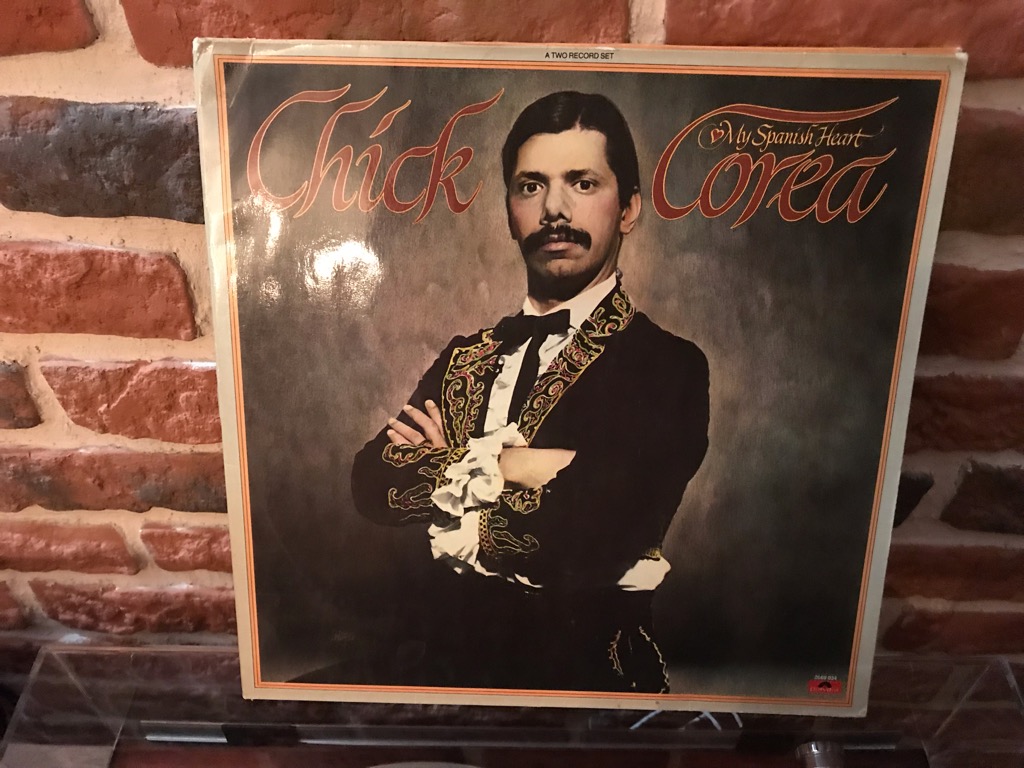 A TWO RECORD SET
Chick Corea
My Spanish Heart